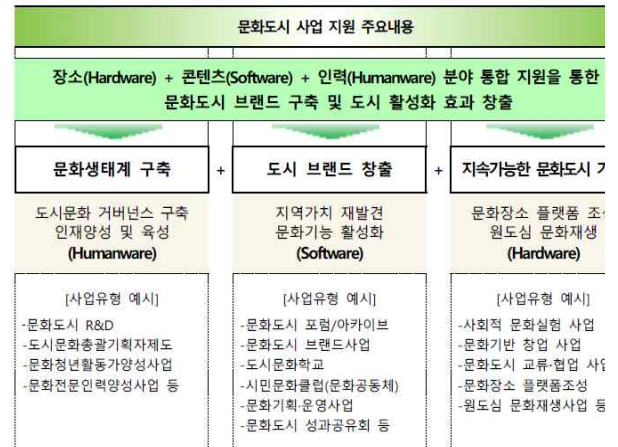 문화도시 사업 지원 주요내용
장소(Hardware) + 콘텐츠(Software) + 인력(Humanware) 분야 통합 지원을 통한
문화도시 브랜드 구축 및 도시 활성화 효과 창출
문화생태계 구축 + 도시 브랜드 창출 + 지속가능한 문화도시
도시문화 거버넌스 구축
인재양성 및 육성
(Humanware)
지역가치 재발견
문화기능 활성화
(Software)
문화장소 플랫폼
원도심 문화재생
(Hardware)
[사업유형 예시]
-문화도시 R&D
-도시문화총괄기획자제도
-문화청년활동가양성사업
-문화전문인력양성사업 등
[사업유형 예시]
-문화도시 포럼/아카이브
-문화도시 브랜드사업
-도시문화학교
-시민문화클럽(문화공동체)
-문화기획·운영사업
-문화도시 성과공유회 등
[사업유형 예시]
-사회적 문화실험 사업
-문화기반 창업 사업
-문화도시 교류·협업
-문화장소 플랫폼조성
-원도심 문화재생사업